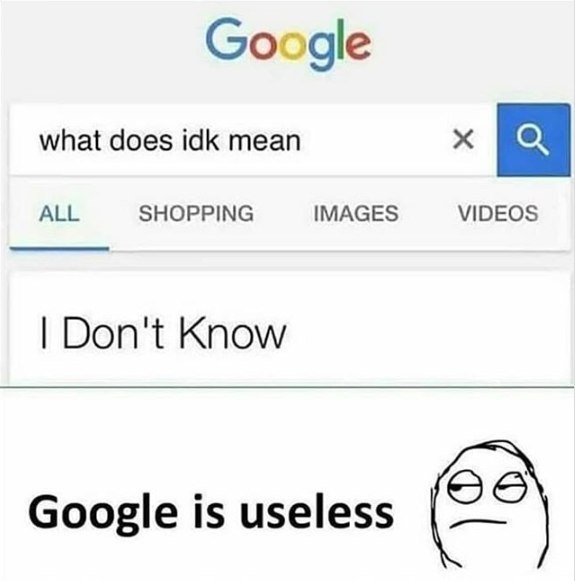 Google
what does idk mean
ALL SHOPPING IMAGES VIDEOS
I Don't Know
Google is useless